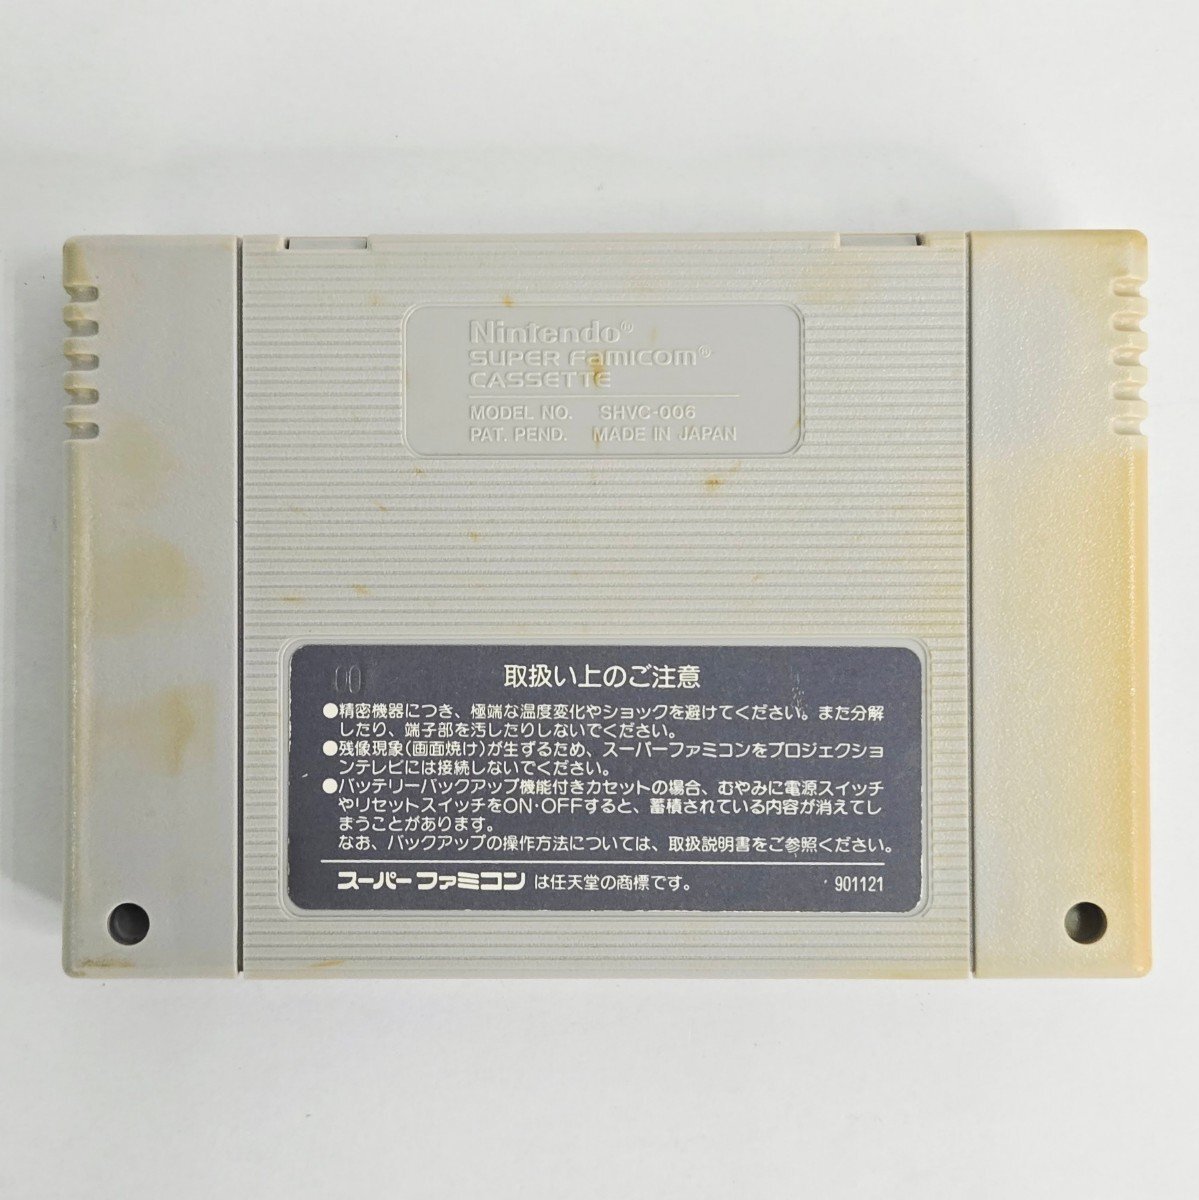 Nintendo®
SUPER FAMICOM®
CASSETTE
MODEL NO. SHVC-006
PAT. PEND. MADE IN JAPAN
00
取扱い上のご注意
●精密機器につき、極端な温度変化やショックを避けてください。また分解
したり、端子部を汚したりしないでください。
●残像現象(画面焼け)が生ずるため、スーパーファミコンをプロジェクショ
ンテレビには接続しないでください。
●バッテリーバックアップ機能付きカセットの場合、むやみに電源スイッチ
やリセットスイッチをON・OFFすると、蓄積されている内容が消えてし
まうことがあります。
なお、バックアップの操作方法については、取扱説明書をご参照ください。
スーパーファミコンは任天堂の商標です。 901121